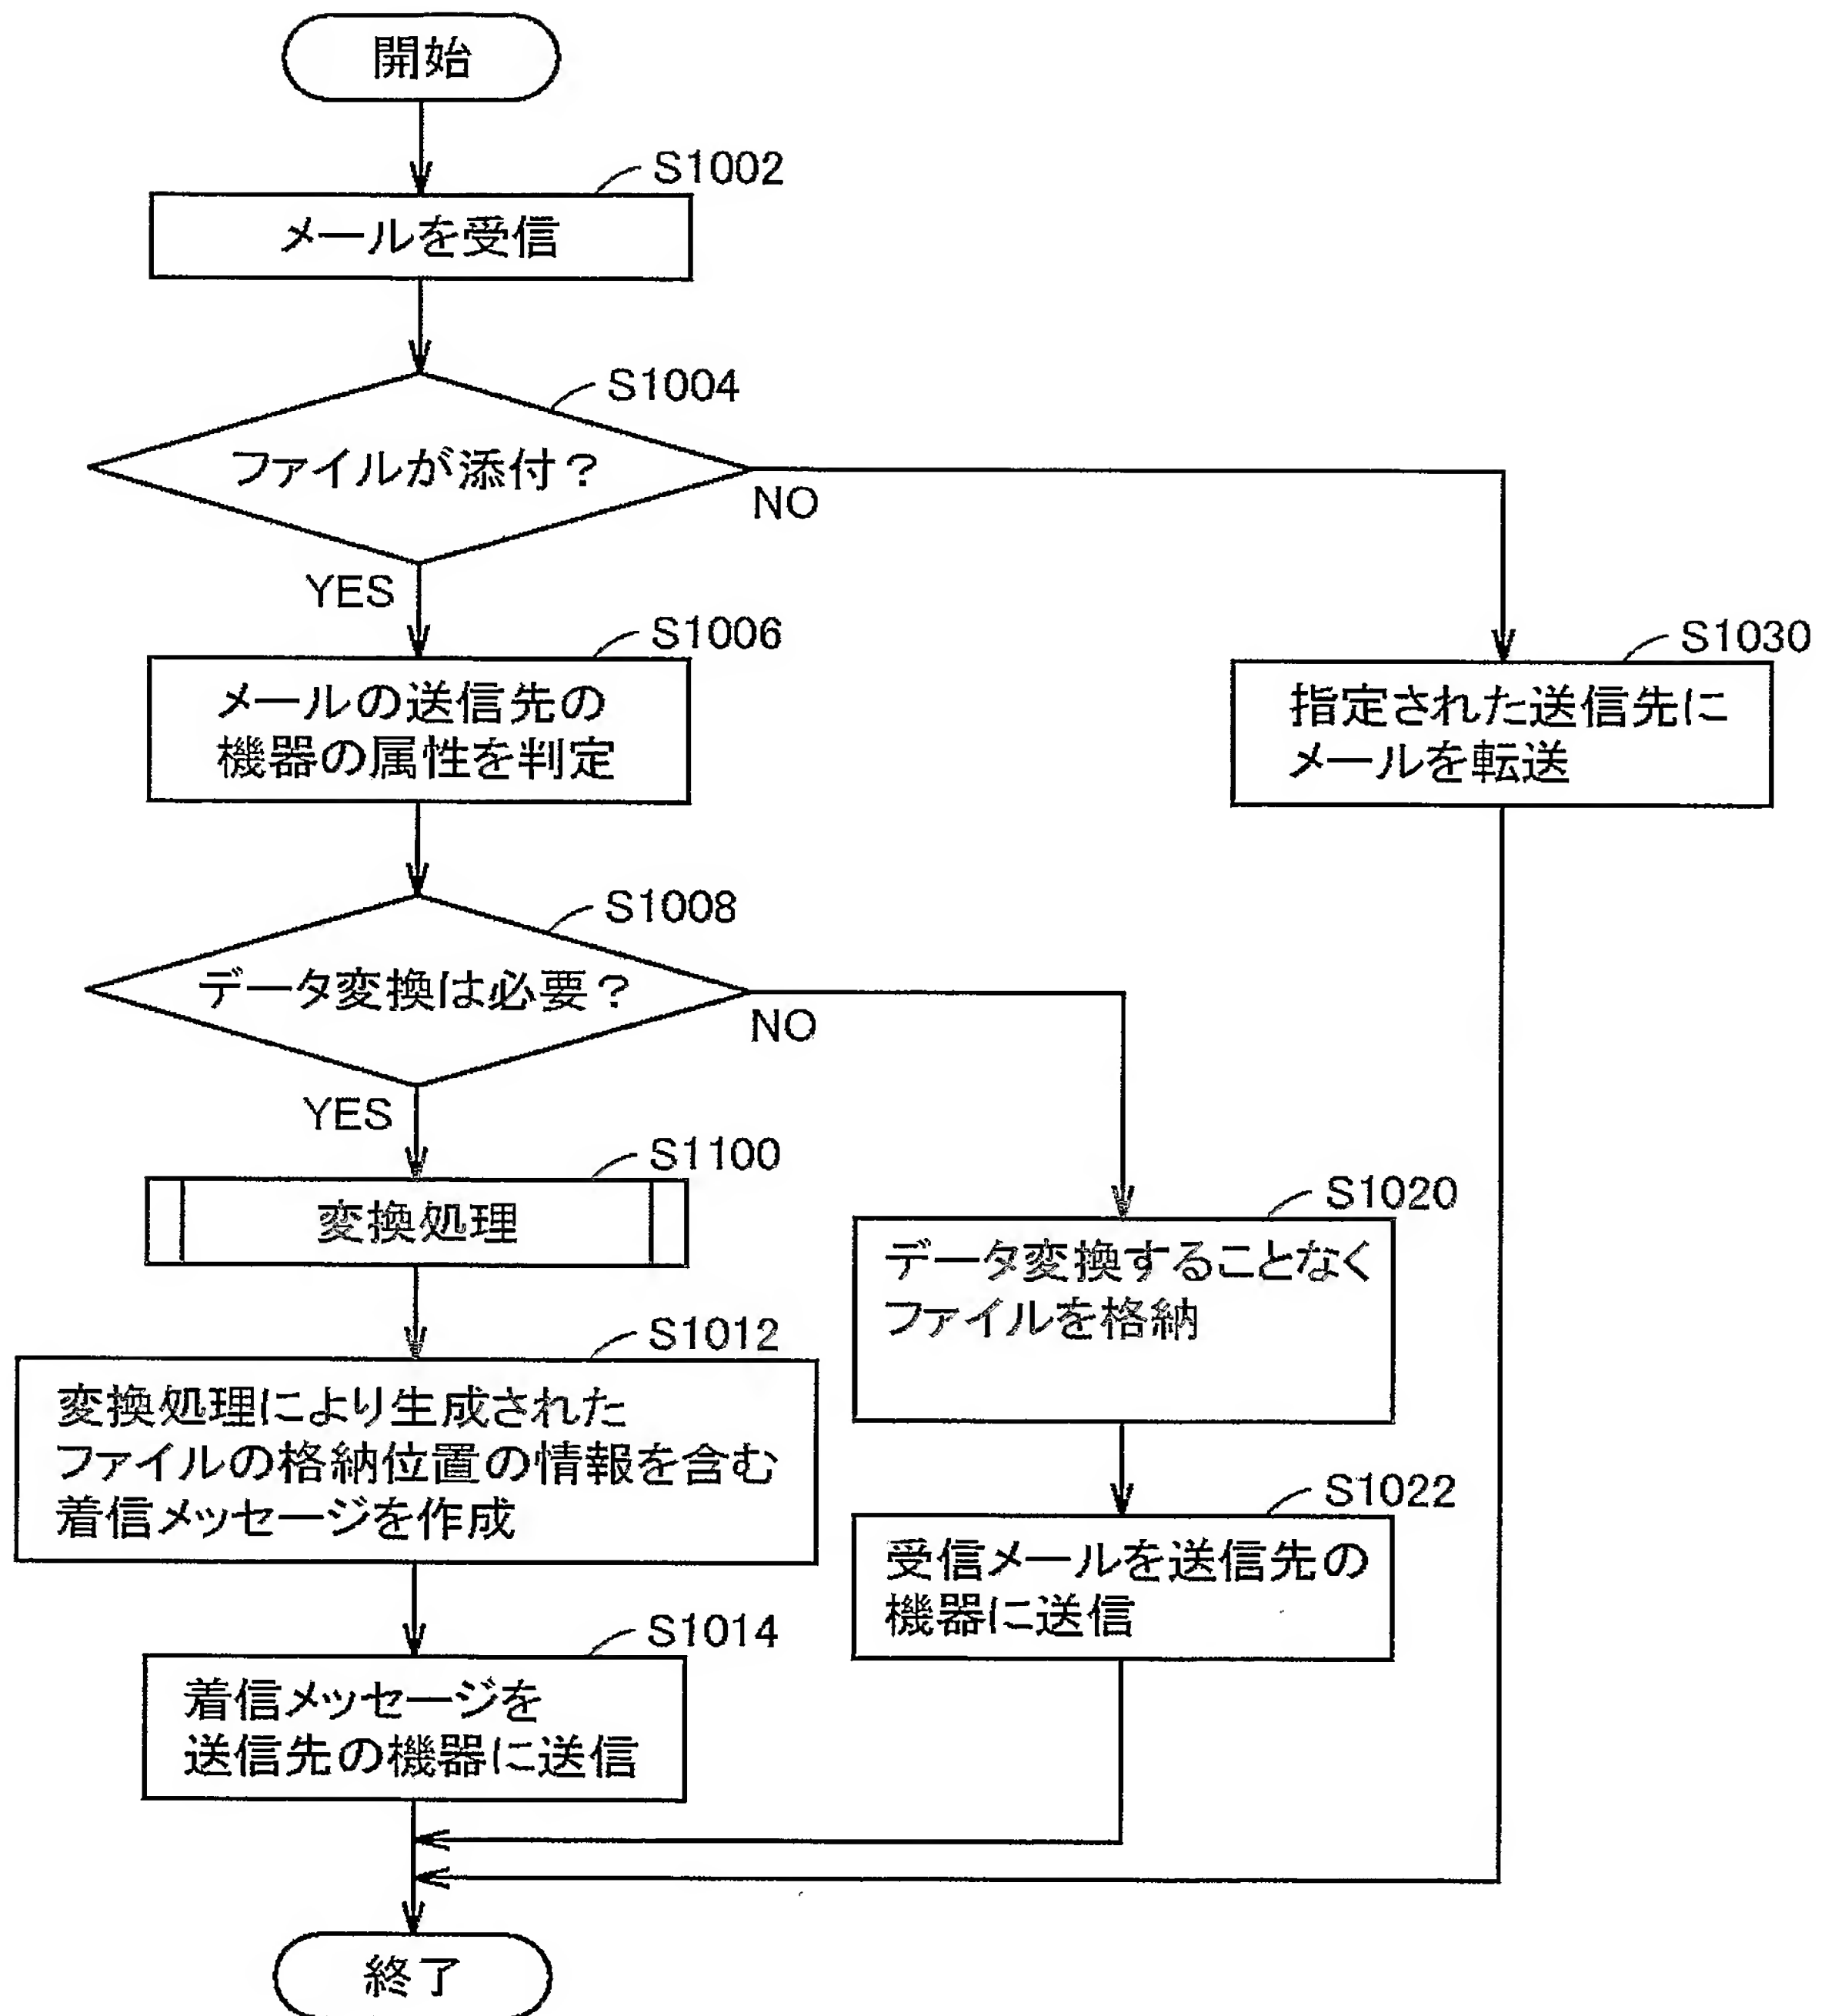 開始
S1002
メールを受信
S1004
ファイルが添付？
NO
YES
S1006
メールの送信先の
機器の属性を判定
S1030
指定された送信先に
メールを転送
S1008
データ変換は必要？
NO
YES
S1100
変換処理
S1020
データ変換することなく
ファイルを格納
S1012
変換処理により生成された
ファイルの格納位置の情報を含む
着信メッセージを作成
S1022
受信メールを送信先の
機器に送信
S1014
着信メッセージを
送信先の機器に送信
終了